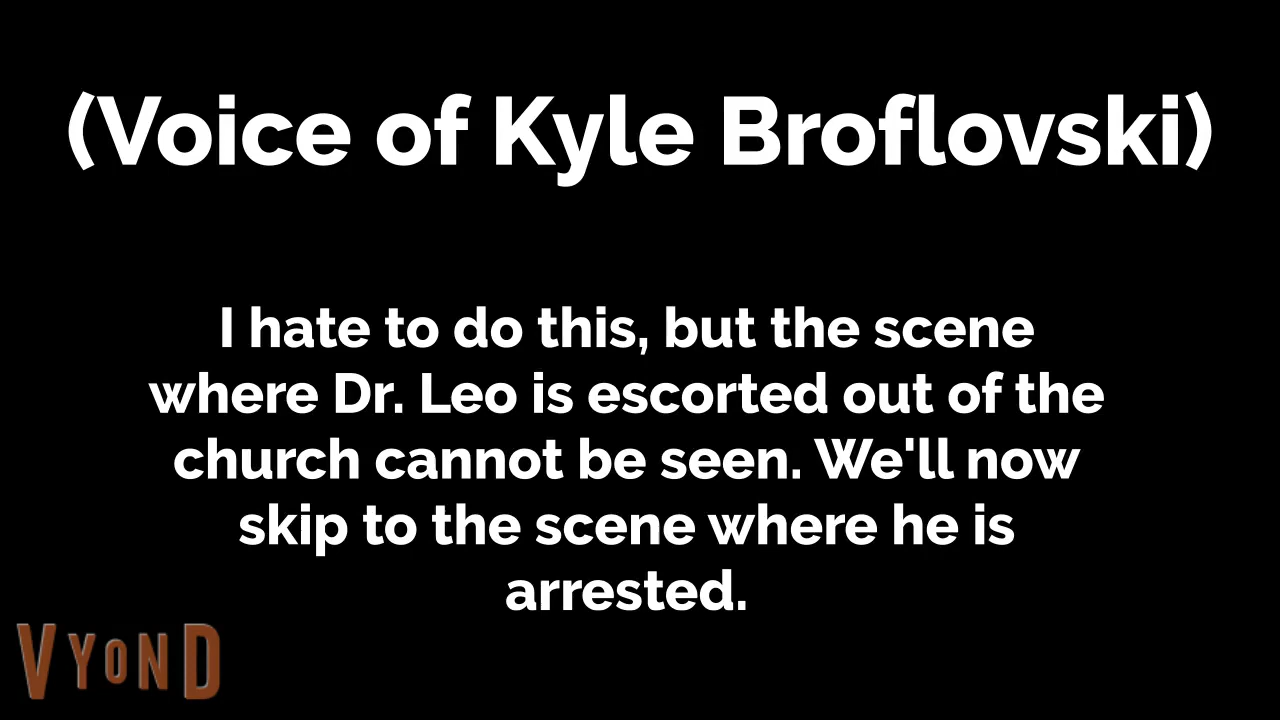 (Voice of Kyle Broflovski)
I hate to do this, but the scene
where Dr. Leo is escorted out of the
church cannot be seen. We'll now
skip to the scene where he is
arrested.
VYOND